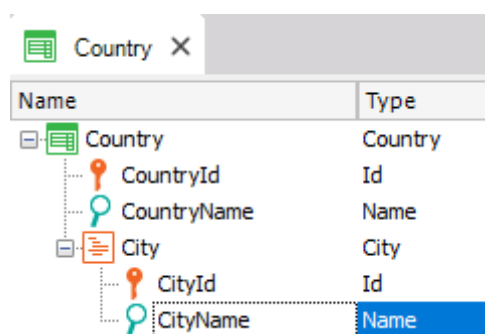 Country
Name Type
Country Country
CountryId Id
CountryName Name
City City
CityId Id
CityName Name